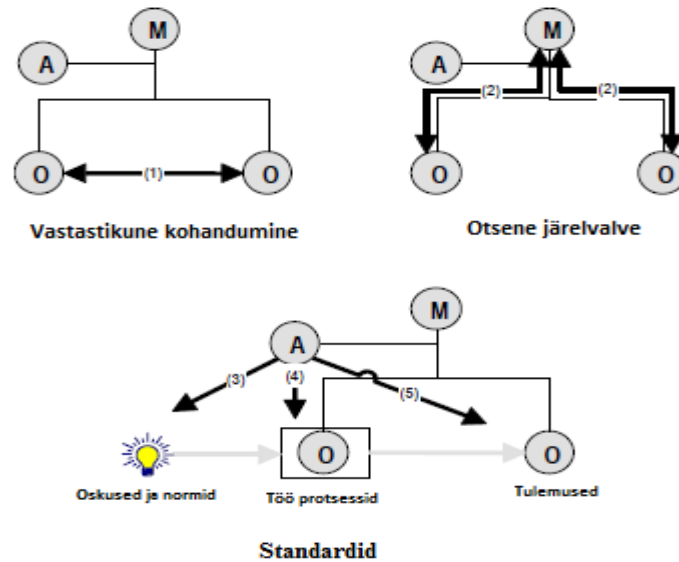 M
A
O (1) O
Vastastikune kohandumine
M
A
(2) (2)
O O
Otsene järelvalve
M
A
(3) (4) (5)
O O
Oskused ja normid Töö protsessid Tulemused
Standardid